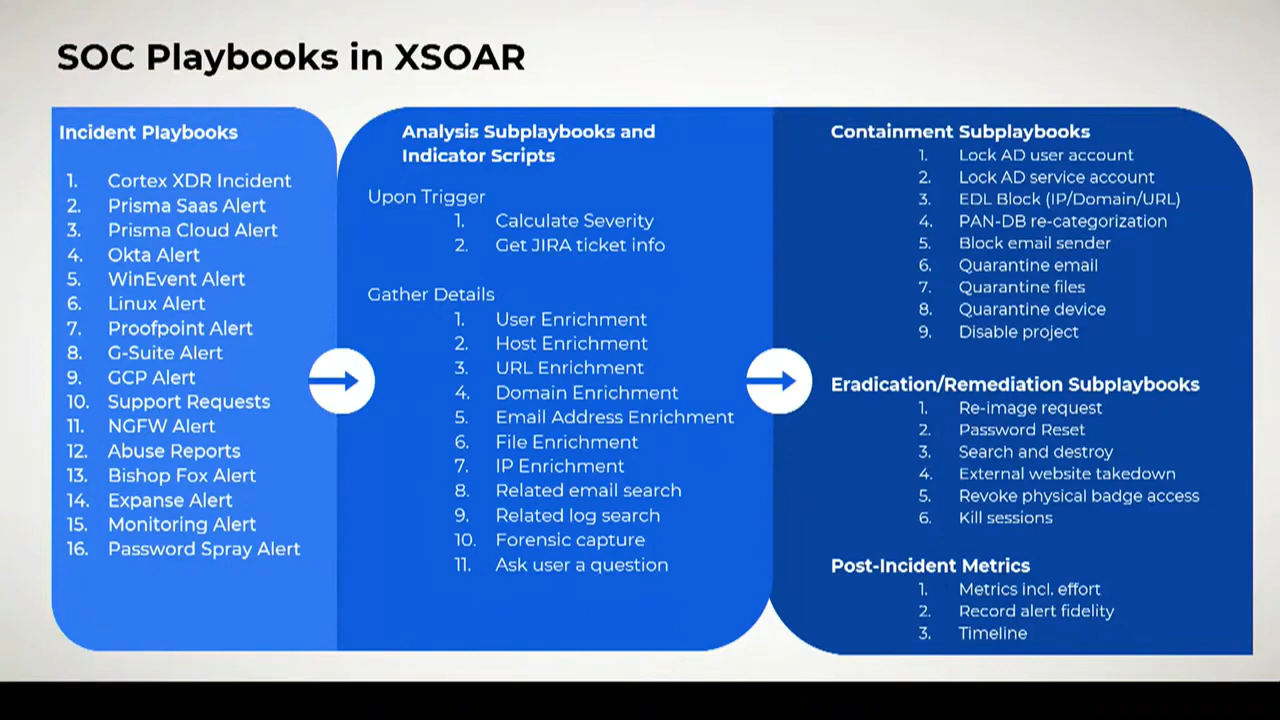 SOC Playbooks in XSOAR
Incident Playbooks
1. Cortex XDR Incident
2. Prisma Saas Alert
3. Prisma Cloud Alert
4. Okta Alert
5. WinEvent Alert
6. Linux Alert
7. Proofpoint Alert
8. G-Suite Alert
9. GCP Alert
10. Support Requests
11. NGFW Alert
12. Abuse Reports
13. Bishop Fox Alert
14. Expanse Alert
15. Monitoring Alert
16. Password Spray Alert
Analysis Subplaybooks and
Indicator Scripts
Upon Trigger
1. Calculate Severity
2. Get JIRA ticket info
Gather Details
1. User Enrichment
2. Host Enrichment
3. URL Enrichment
4. Domain Enrichment
5. Email Address Enrichment
6. File Enrichment
7. IP Enrichment
8. Related email search
9. Related log search
10. Forensic capture
11. Ask user a question
Containment Subplaybooks
1. Lock AD user account
2. Lock AD service account
3. EDL Block (IP/Domain/URL)
4. PAN-DB re-categorization
5. Block email sender
6. Quarantine email
7. Quarantine files
8. Quarantine device
9. Disable project
Eradication/Remediation Subplaybooks
1. Re-image request
2. Password Reset
3. Search and destroy
4. External website takedown
5. Revoke physical badge access
6. Kill sessions
Post-Incident Metrics
1. Metrics incl. effort
2. Record alert fidelity
3. Timeline